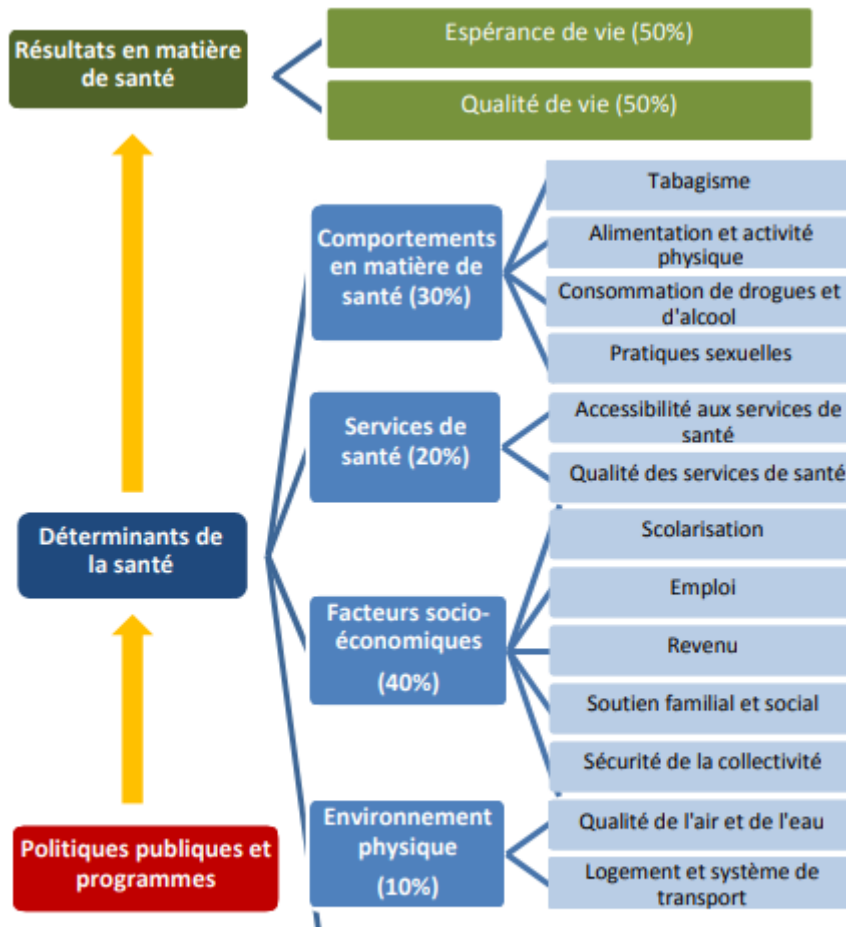 Résultats en matière
de santé
Espérance de vie (50%)
Qualité de vie (50%)
Comportements
en matière de
santé (30%)
Tabagisme
Alimentation et activité
physique
Consommation de drogues et
d'alcool
Pratiques sexuelles
Services de
santé (20%)
Accessibilité aux services de
santé
Qualité des services de santé
Déterminants de
la santé
Facteurs socio-
économiques
(40%)
Scolarisation
Emploi
Revenu
Soutien familial et social
Sécurité de la collectivité
Politiques publiques et
programmes
Environnement
physique
(10%)
Qualité de l'air et de l'eau
Logement et système de
transport